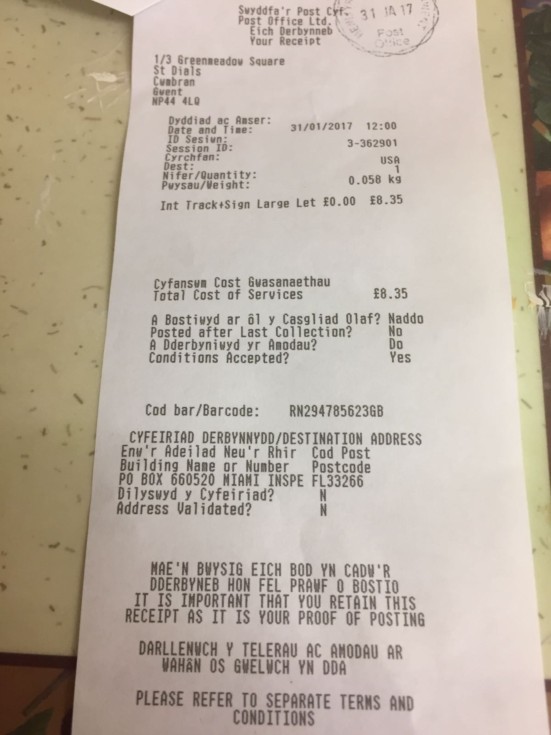 Swyddfa'r Post Cyf.
Post Office Ltd.
Eich Derbynneb
Your Receipt
31 JA 17
Post
Office
1/3 Greenmeadow Square
St Dials
Cwmbran
Gwent
NP44 4LQ
Dyddiad ac Amser:
Date and Time: 31/01/2017 12:00
ID Sesiwn:
Session ID: 3-362901
Cyrchfan:
Dest: USA
Nifer/Quantity: 1
Pwysau/Weight: 0.058 kg
Int Track+Sign Large Let £0.00 £8.35
Cyfanswm Cost Gwasanaethau
Total Cost of Services £8.35
A Bostiwyd ar ôl y Casgliad Olaf? Naddo
Posted after Last Collection? No
A Dderbyniwyd yr Amodau? Do
Conditions Accepted? Yes
Cod bar/Barcode: RN294785623GB
CYFEIRIAD DERBYNNYDD/DESTINATION ADDRESS
Enw'r Adeilad Neu'r Rhir Cod Post
Building Name or Number Postcode
PO BOX 660520 MIAMI INSPE FL33266
Dilyswyd y Cyfeiriad? N
Address Validated? N
MAE'N BWYSIG EICH BOD YN CADW'R
DDERBYNEB HON FEL PRAWF O BOSTIO
IT IS IMPORTANT THAT YOU RETAIN THIS
RECEIPT AS IT IS YOUR PROOF OF POSTING
DARLLENWCH Y TELERAU AC AMODAU AR
WAHÂN OS GWELWCH YN DDA
PLEASE REFER TO SEPARATE TERMS AND
CONDITIONS